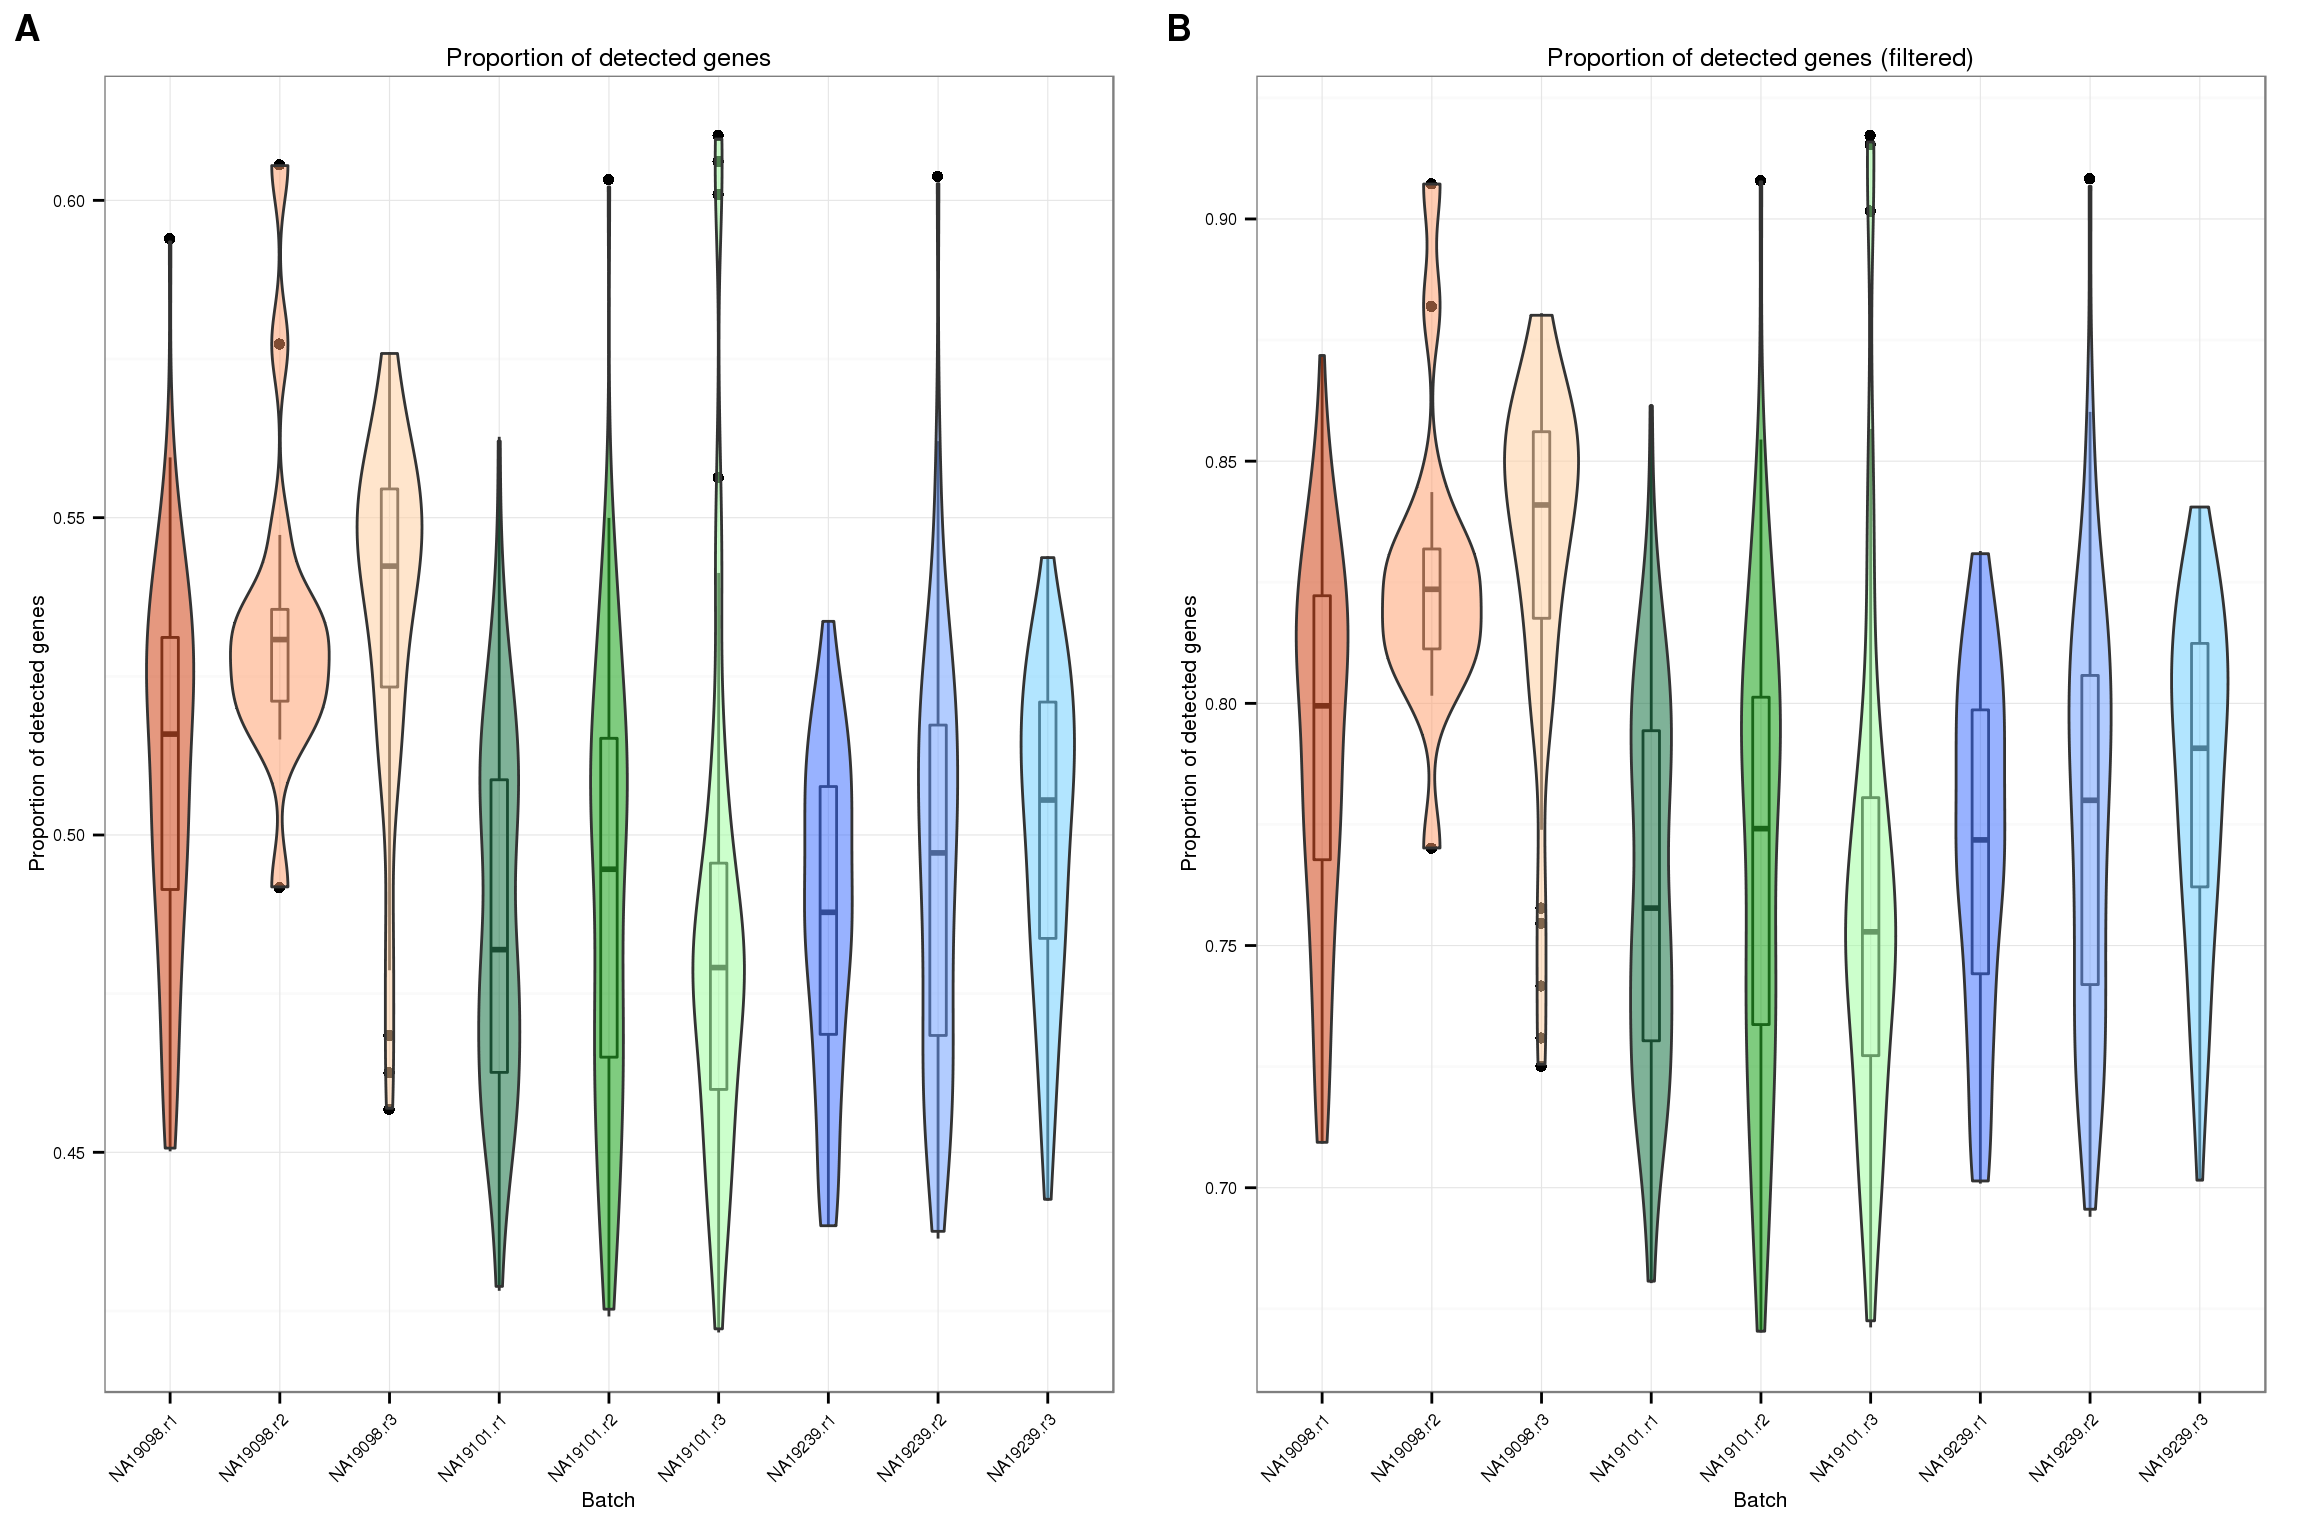 A
Proportion of detected genes
Proportion of detected genes
0.60
0.55
0.50
0.45
NA19098.r1
NA19098.r2
NA19098.r3
NA19101.r1
NA19101.r2
NA19101.r3
NA19239.r1
NA19239.r2
NA19239.r3
Batch
B
Proportion of detected genes (filtered)
Proportion of detected genes
0.90
0.85
0.80
0.75
0.70
NA19098.r1
NA19098.r2
NA19098.r3
NA19101.r1
NA19101.r2
NA19101.r3
NA19239.r1
NA19239.r2
NA19239.r3
Batch